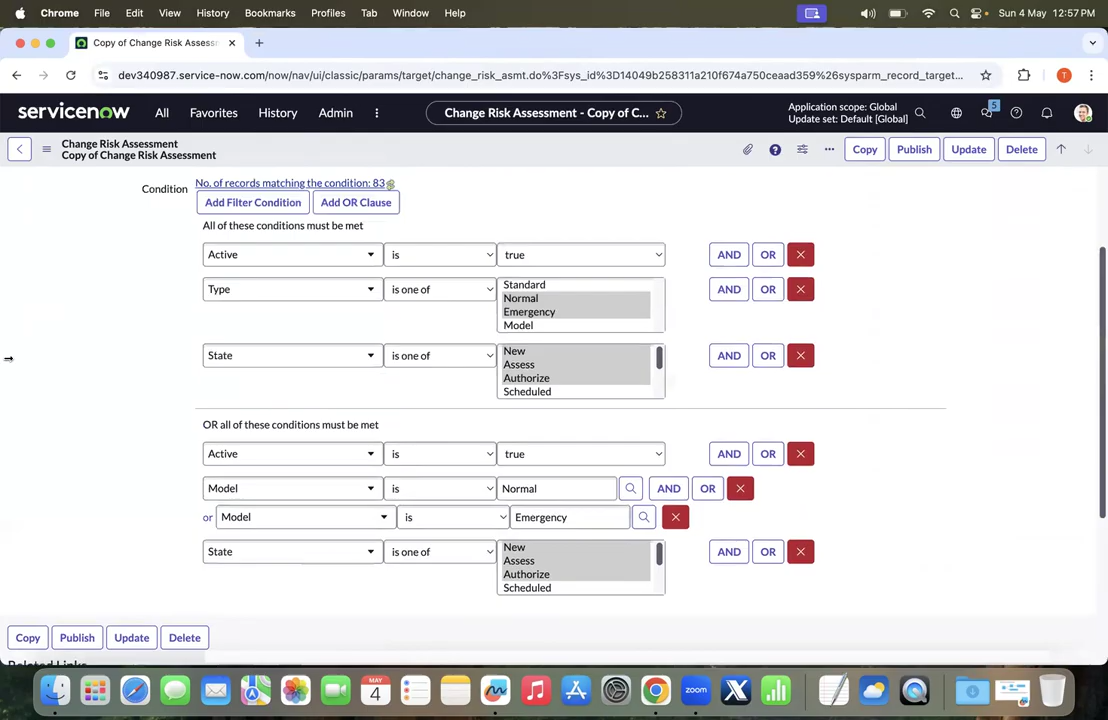 Chrome File Edit View History Bookmarks Profiles Tab Window Help Sun 4 May 12:57 PM
Copy of Change Risk Assessm
dev340987.service-now.com/now/nav/ui/classic/params/target/change_risk_asmt.do%3Fsys_id%3D14049b258311a210f674a750ceaad359%26sysparm_record_target... T
servicenow All Favorites History Admin Change Risk Assessment - Copy of C... Application scope: Global 5
Update set: Default [Global]
Change Risk Assessment
Copy of Change Risk Assessment
Copy Publish Update Delete
Condition No. of records matching the condition: 83
Add Filter Condition Add OR Clause
All of these conditions must be met
Active is true AND OR
Type is one of Standard AND OR
Normal
Emergency
Model
State is one of New AND OR
Assess
Authorize
Scheduled
OR all of these conditions must be met
Active is true AND OR
Model is Normal AND OR
or Model is Emergency
State is one of New AND OR
Assess
Authorize
Scheduled
Copy Publish Update Delete
Related Links
MAY
4
zoom